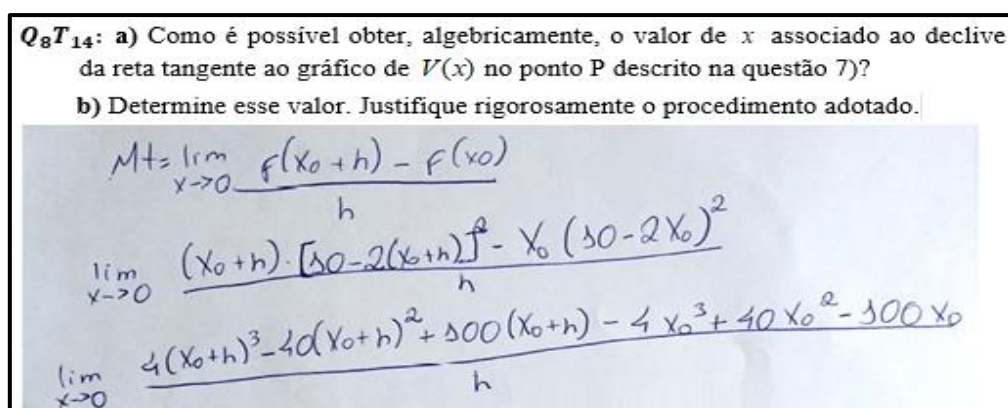 Q₈T₁₄: a) Como é possível obter, algebricamente, o valor de x associado ao declive
da reta tangente ao gráfico de V(x) no ponto P descrito na questão 7)?
b) Determine esse valor. Justifique rigorosamente o procedimento adotado.
Mt = lim x->0 f(x₀ + h) - f(x₀) / h
lim x->0 (x₀ + h) · [10 - 2(x₀ + h)]² - x₀ (10 - 2x₀)² / h
lim x->0 4(x₀ + h)³ - 40(x₀ + h)² + 100(x₀ + h) - 4x₀³ + 40x₀² - 100x₀ / h